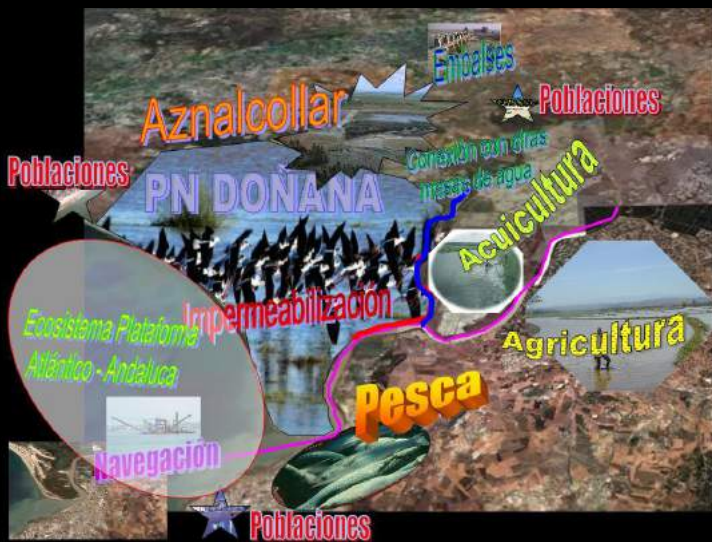 Embalses
Aznalcollar
Poblaciones
Conexión con otras
masas de agua
Poblaciones
PN DOÑANA
Acuicultura
Impermeabilización
Ecosistema Plataforma
Atlántico - Andaluca
Agricultura
Pesca
Navegación
Poblaciones